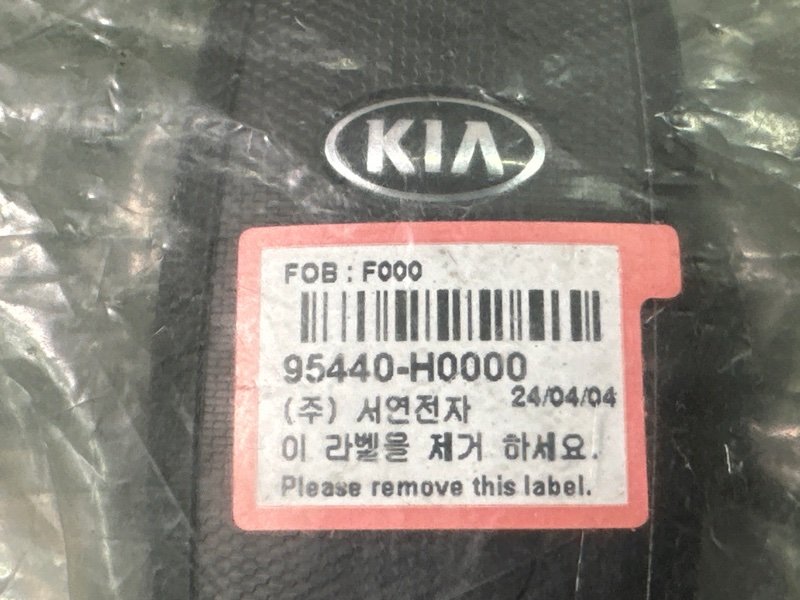 KIA
FOB : F000
95440-H0000
24/04/04
(주) 서연전자
이 라벨을 제거 하세요.
Please remove this label.